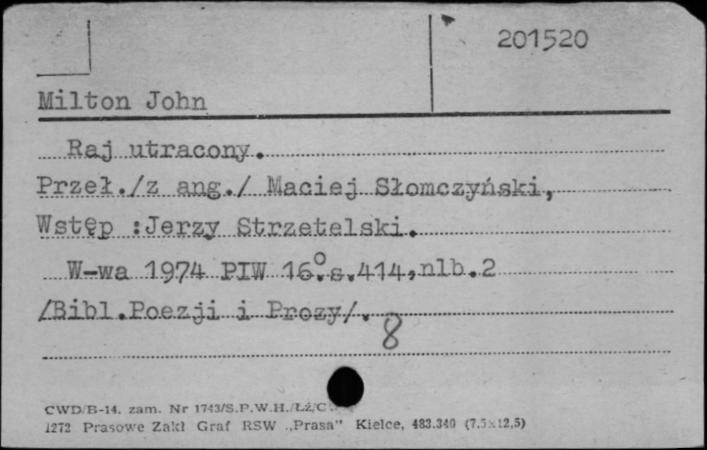 201520
Milton John
Raj utracony.
Przeł./z ang./ Maciej Słomczyński,
Wstęp :Jerzy Strzetelski.
W-wa 1974 PIW 16°.s.414,nlb.2
/Bibl.Poezji i Prozy/.
8
CWD/B-14. zam. Nr 1743/S.P.W.H./Łź/C
1272 Prasowe Zakł Graf RSW „Prasa” Kielce, 483.340 (7,5x12,5)